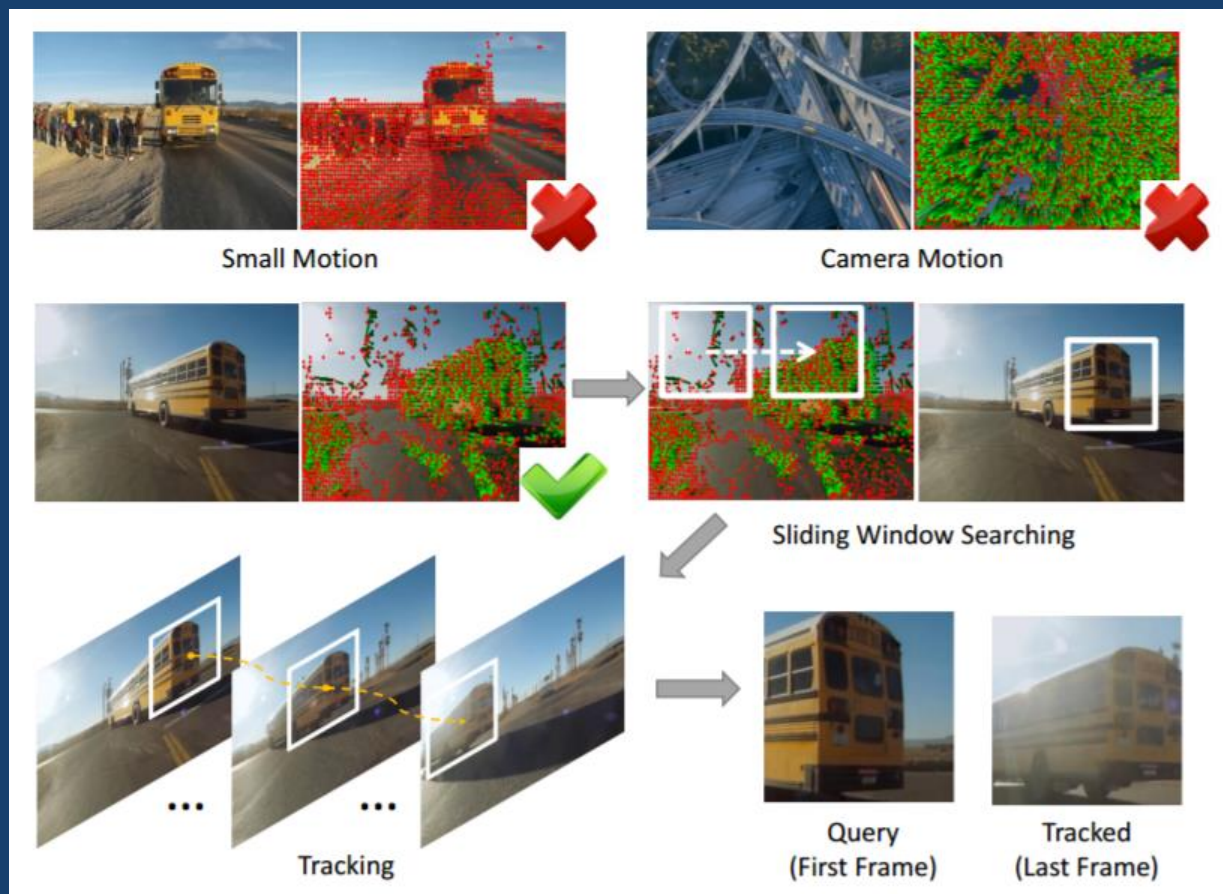 Small Motion
Camera Motion
Sliding Window Searching
...
...
Tracking
Query
(First Frame)
Tracked
(Last Frame)